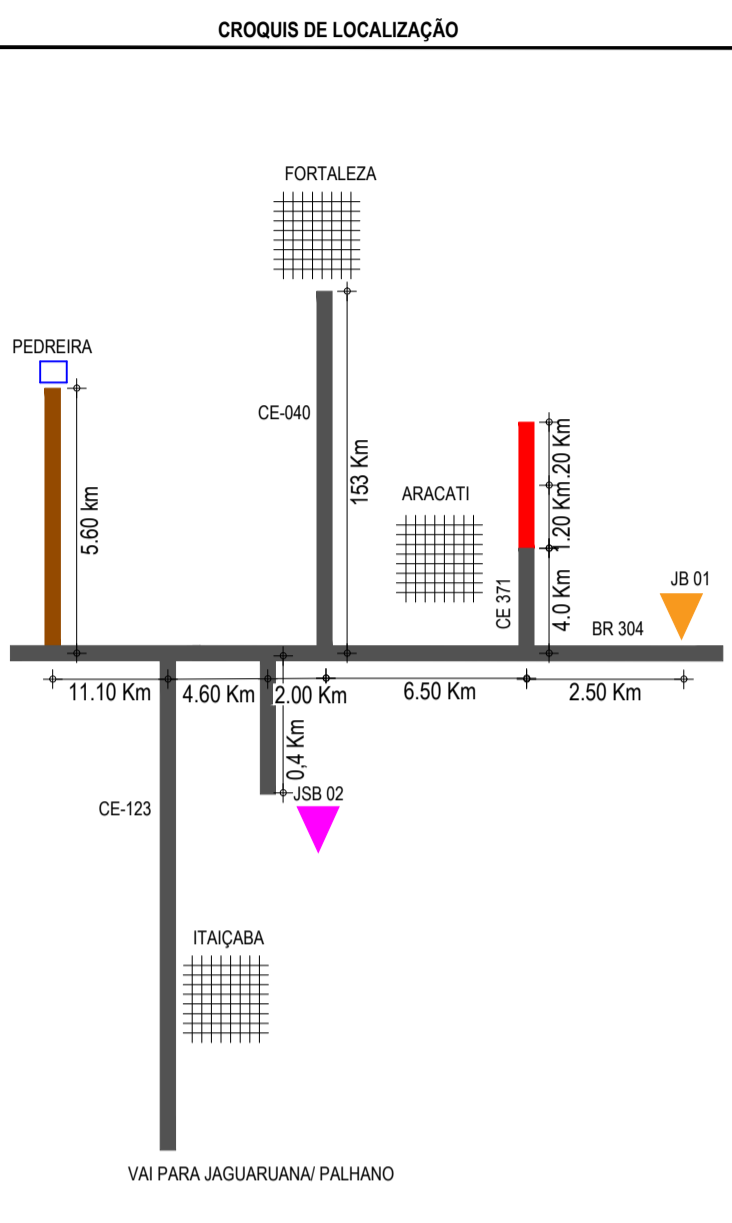 CROQUIS DE LOCALIZAÇÃO
FORTALEZA
PEDREIRA
CE-040
153 Km
5.60 km
ARACATI
.20 Km
1.20 Km
CE 371
4.0 Km
JB 01
BR 304
11.10 Km
4.60 Km
2.00 Km
6.50 Km
2.50 Km
0,4 Km
JSB 02
CE-123
ITAIÇABA
VAI PARA JAGUARUANA/ PALHANO